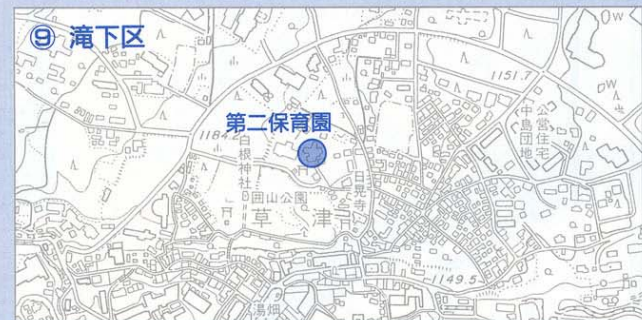 ⑨ 滝下区
1151.7
公営住宅
中島団地
第二保育園
1184.2
白根神社
囲山公園
日晃寺
草津
1149.5
湯畑